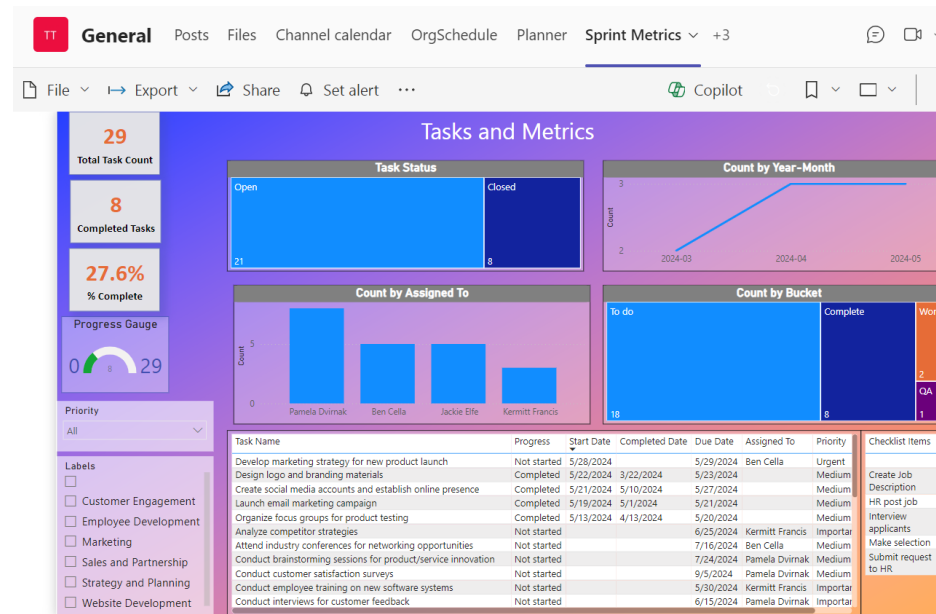 TT General Posts Files Channel calendar OrgSchedule Planner Sprint Metrics +3
File Export Share Set alert ... Copilot
29
Total Task Count
8
Completed Tasks
27.6%
% Complete
Progress Gauge
0 8 29
Priority
All
Labels
Customer Engagement
Employee Development
Marketing
Sales and Partnership
Strategy and Planning
Website Development
Tasks and Metrics
Task Status
Open Closed
21 8
Count by Year-Month
Count
3
2
2024-03 2024-04 2024-05
Count by Assigned To
Count
5
0
Pamela Dvirnak Ben Cella Jackie Elfe Kermitt Francis
Count by Bucket
To do Complete Wor
2
QA
18 8 1
Task Name Progress Start Date Completed Date Due Date Assigned To Priority
Develop marketing strategy for new product launch Not started 5/28/2024 5/29/2024 Ben Cella Urgent
Design logo and branding materials Completed 5/22/2024 3/22/2024 5/23/2024 Medium
Create social media accounts and establish online presence Completed 5/21/2024 5/10/2024 5/27/2024 Medium
Launch email marketing campaign Completed 5/19/2024 5/1/2024 5/21/2024 Medium
Organize focus groups for product testing Completed 5/13/2024 4/13/2024 5/20/2024 Medium
Analyze competitor strategies Not started 6/25/2024 Kermitt Francis Importar
Attend industry conferences for networking opportunities Not started 7/16/2024 Ben Cella Medium
Conduct brainstorming sessions for product/service innovation Not started 7/24/2024 Pamela Dvirnak Medium
Conduct customer satisfaction surveys Not started 9/5/2024 Pamela Dvirnak Medium
Conduct employee training on new software systems Not started 5/30/2024 Kermitt Francis Importar
Conduct interviews for customer feedback Not started 6/15/2024 Pamela Dvirnak Medium
Checklist Items
Create Job
Description
HR post job
Interview
applicants
Make selection
Submit request
to HR